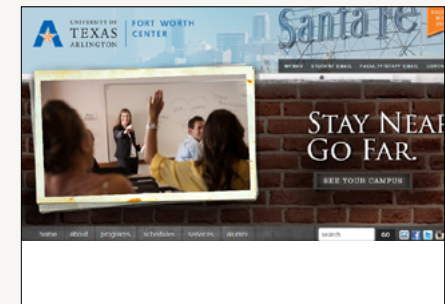 UNIVERSITY OF
TEXAS
ARLINGTON
FORT WORTH
CENTER
Santa Fe
MYMAV STUDENT EMAIL FACULTY/STAFF EMAIL
STAY NEAR
GO FAR.
SEE YOUR CAMPUS
home about programs schedules services alumni
search GO